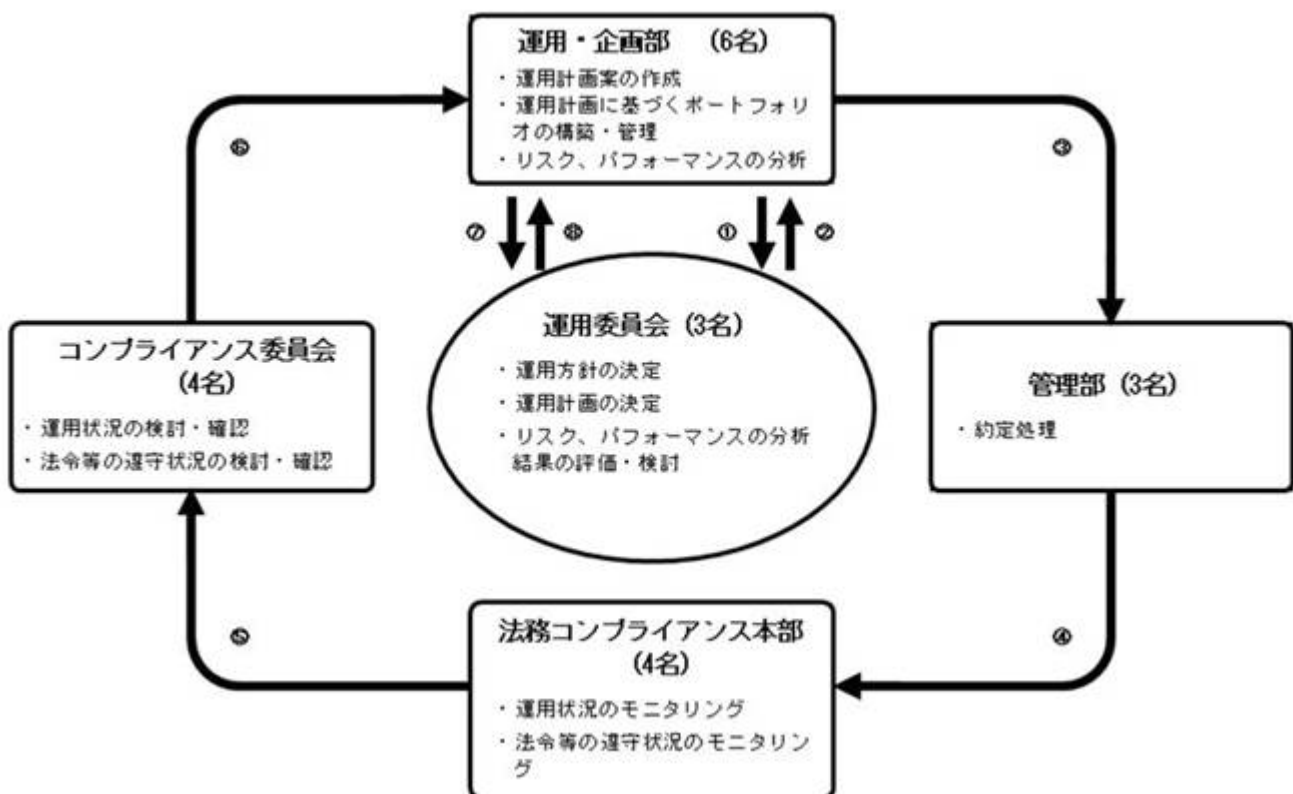 運用・企画部 (6名)
・運用計画案の作成
・運用計画に基づくポートフォリ
オの構築・管理
・リスク、パフォーマンスの分析
⑥
③
⑦
⑧
①
②
運用委員会 (3名)
・運用方針の決定
・運用計画の決定
・リスク、パフォーマンスの分析
結果の評価・検討
コンプライアンス委員会
(4名)
・運用状況の検討・確認
・法令等の遵守状況の検討・確認
管理部 (3名)
・約定処理
⑤
④
法務コンプライアンス本部
(4名)
・運用状況のモニタリング
・法令等の遵守状況のモニタリン
グ